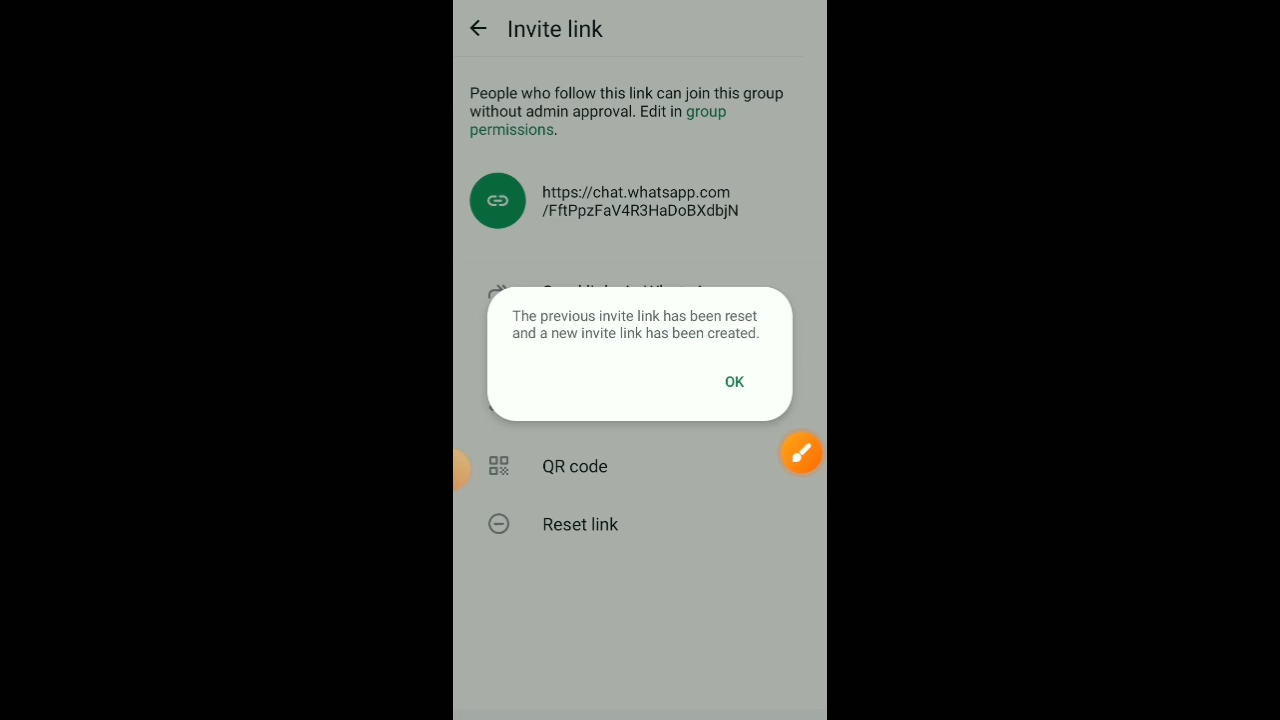 Invite link
People who follow this link can join this group
without admin approval. Edit in group
permissions.
https://chat.whatsapp.com
/FftPpzFaV4R3HaDoBXdbjN
The previous invite link has been reset
and a new invite link has been created.
OK
QR code
Reset link